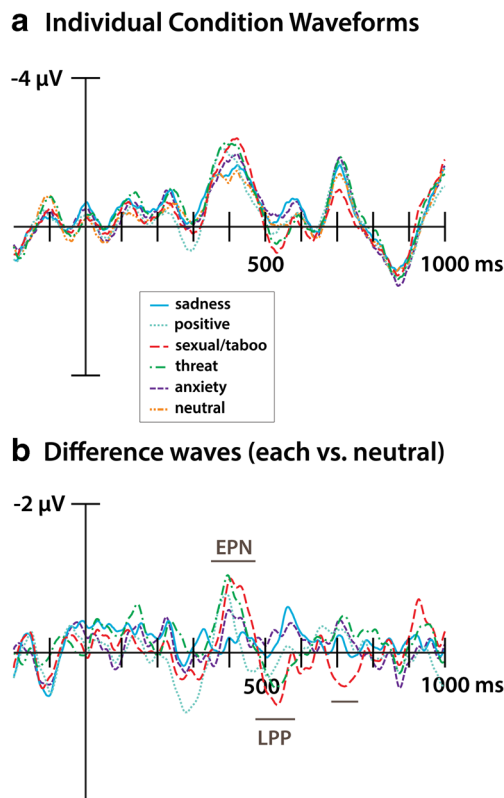 a Individual Condition Waveforms
-4 µV
500
1000 ms
sadness
positive
sexual/taboo
threat
anxiety
neutral
b Difference waves (each vs. neutral)
-2 µV
EPN
500
1000 ms
LPP